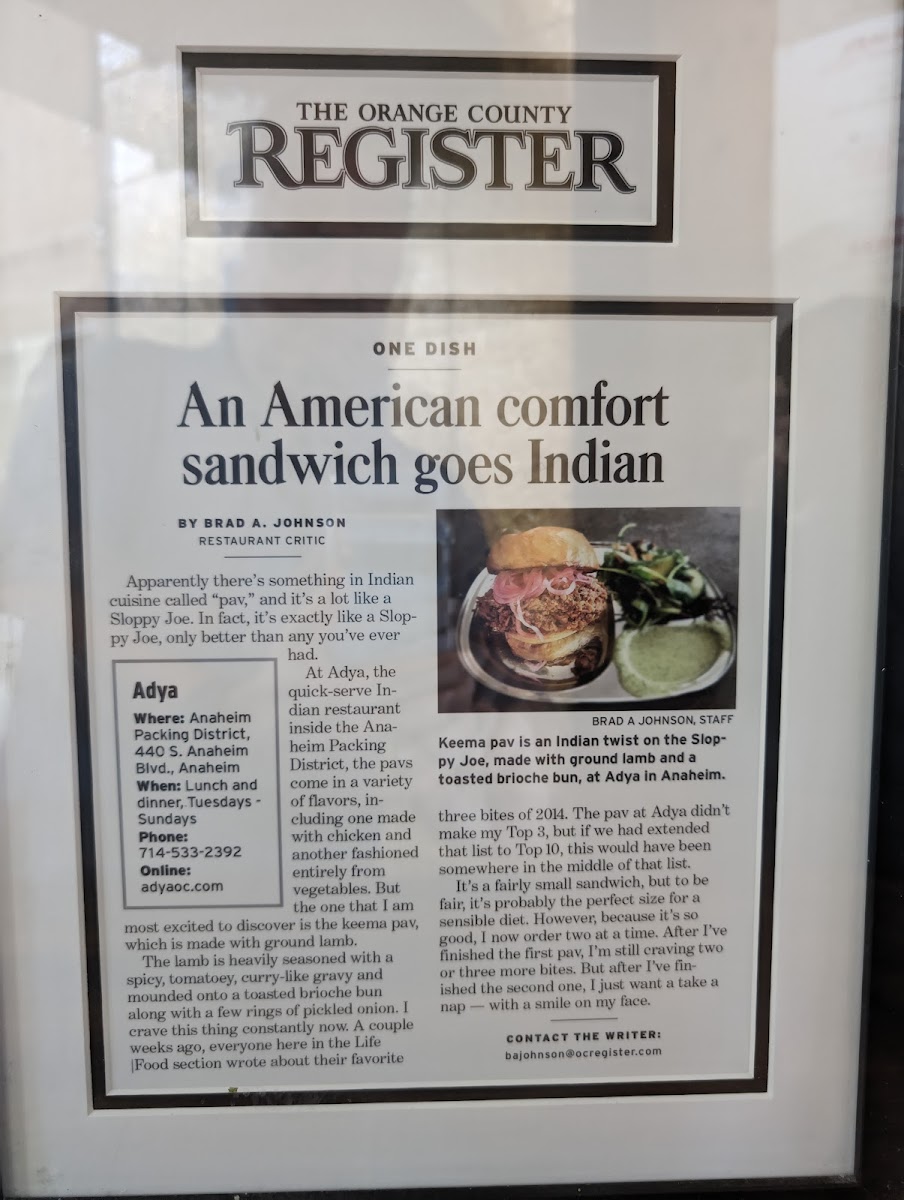 THE ORANGE COUNTY
REGISTER
ONE DISH
An American comfort
sandwich goes Indian
BY BRAD A. JOHNSON
RESTAURANT CRITIC
Apparently there's something in Indian
cuisine called “pav,” and it's a lot like a
Sloppy Joe. In fact, it's exactly like a Slop-
py Joe, only better than any you've ever
had.
At Adya, the
quick-serve In-
dian restaurant
inside the Ana-
heim Packing
District, the pavs
come in a variety
of flavors, in-
cluding one made
with chicken and
another fashioned
entirely from
vegetables. But
the one that I am
most excited to discover is the keema pav,
which is made with ground lamb.
The lamb is heavily seasoned with a
spicy, tomatoey, curry-like gravy and
mounded onto a toasted brioche bun
along with a few rings of pickled onion. I
crave this thing constantly now. A couple
weeks ago, everyone here in the Life
|Food section wrote about their favorite
Adya
Where: Anaheim
Packing District,
440 S. Anaheim
Blvd., Anaheim
When: Lunch and
dinner, Tuesdays -
Sundays
Phone:
714-533-2392
Online:
adyaoc.com
BRAD A JOHNSON, STAFF
Keema pav is an Indian twist on the Slop-
py Joe, made with ground lamb and a
toasted brioche bun, at Adya in Anaheim.
three bites of 2014. The pav at Adya didn't
make my Top 3, but if we had extended
that list to Top 10, this would have been
somewhere in the middle of that list.
It's a fairly small sandwich, but to be
fair, it's probably the perfect size for a
sensible diet. However, because it's so
good, I now order two at a time. After I've
finished the first pav, I'm still craving two
or three more bites. But after I've fin-
ished the second one, I just want a take a
nap — with a smile on my face.
CONTACT THE WRITER:
bajohnson@ocregister.com